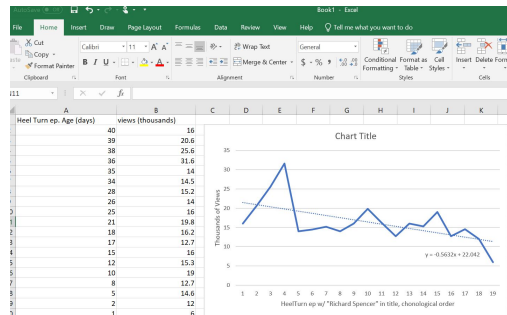 AutoSave
Book1 - Excel
File Home Insert Draw Page Layout Formulas Data Review View Help Tell me what you want to do
Cut
Copy
Format Painter
Clipboard
Calibri 11 A A
B I U A
Font
Wrap Text
Merge & Center
Alignment
General
$ % , .00
Number
Conditional Formatting
Format as Table
Cell Styles
Styles
Insert Delete Form
Cells
fx
A B C D E F G H I J K
Heel Turn ep. Age (days) views (thousands)
40 16
39 20.6
38 25.6
36 31.6
35 14
34 14.5
28 15.2
26 14
25 16
21 19.8
18 16.2
17 12.7
15 16
12 15.3
10 19
8 12.7
5 14.6
2 12
1 6
Chart Title
Thousands of Views
35
30
25
20
15
10
5
0
y = -0.5632x + 22.042
1 2 3 4 5 6 7 8 9 10 11 12 13 14 15 16 17 18 19
HeelTurn ep w/ "Richard Spencer" in title, chonological order